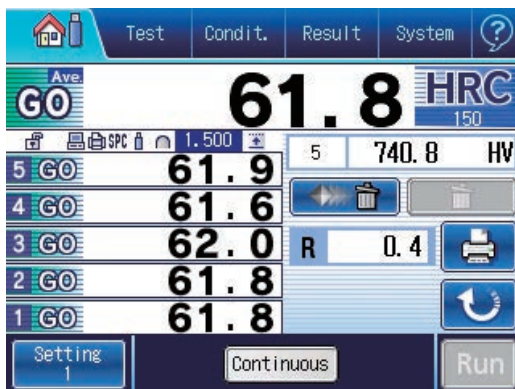 Test Condit. Result System ?
Ave.
GO 61.8 HRC
150
SPC 1.500
5 740.8 HV
5 GO 61.9
4 GO 61.6
3 GO 62.0 R 0.4
2 GO 61.8
1 GO 61.8
Setting
1
Continuous Run